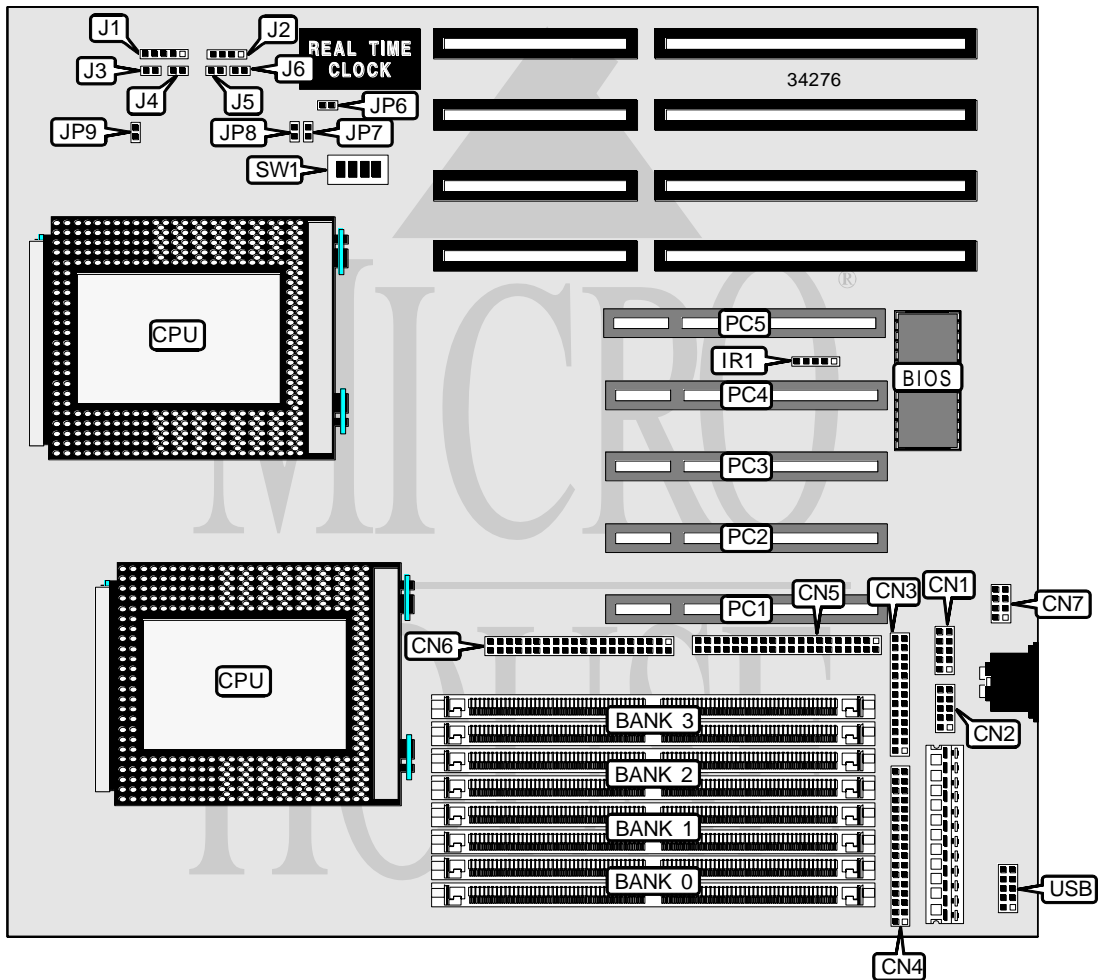 J1
J2
REAL TIME
CLOCK
J3
J6
34276
J4
J5
JP6
JP9
JP8
JP7
SW1
MICRO®
HOUSE
CPU
PC5
IR1
BIOS
PC4
PC3
PC2
PC1
CN5
CN3
CN1
CN7
CN6
CPU
BANK 3
CN2
BANK 2
BANK 1
BANK 0
USB
CN4